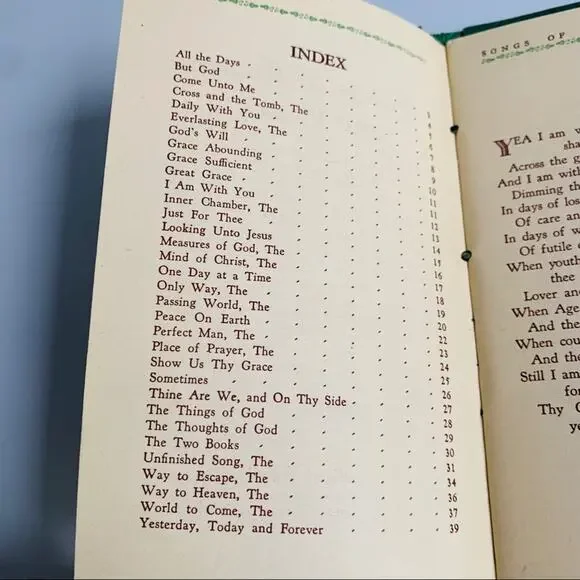 INDEX
All the Days . 3
But God . 4
Come Unto Me . 5
Cross and the Tomb, The . 6
Daily With You . 7
Everlasting Love, The . 8
God's Will . 9
Grace Abounding . 10
Grace Sufficient . 11
Great Grace . 11
I Am With You . 12
Inner Chamber, The . 13
Just For Thee . 14
Looking Unto Jesus . 15
Measures of God, The . 16
Mind of Christ, The . 17
One Day at a Time . 18
Only Way, The . 19
Passing World, The . 20
Peace On Earth . 22
Perfect Man, The . 23
Place of Prayer, The . 24
Show Us Thy Grace . 25
Sometimes . 26
Thine Are We, and On Thy Side . 27
The Things of God . 28
The Thoughts of God . 29
The Two Books . 30
Unfinished Song, The . 31
Way to Escape, The . 34
Way to Heaven, The . 36
World to Come, The . 37
Yesterday, Today and Forever . 39
SONGS OF
YEA I am
sha
Across the g
And I am with
Dimming th
In days of los
Of care an
In days of w
Of futile
When youth
thee
Lover and
When Age
And the
When cou
And the
Still I am
for
Thy
ye